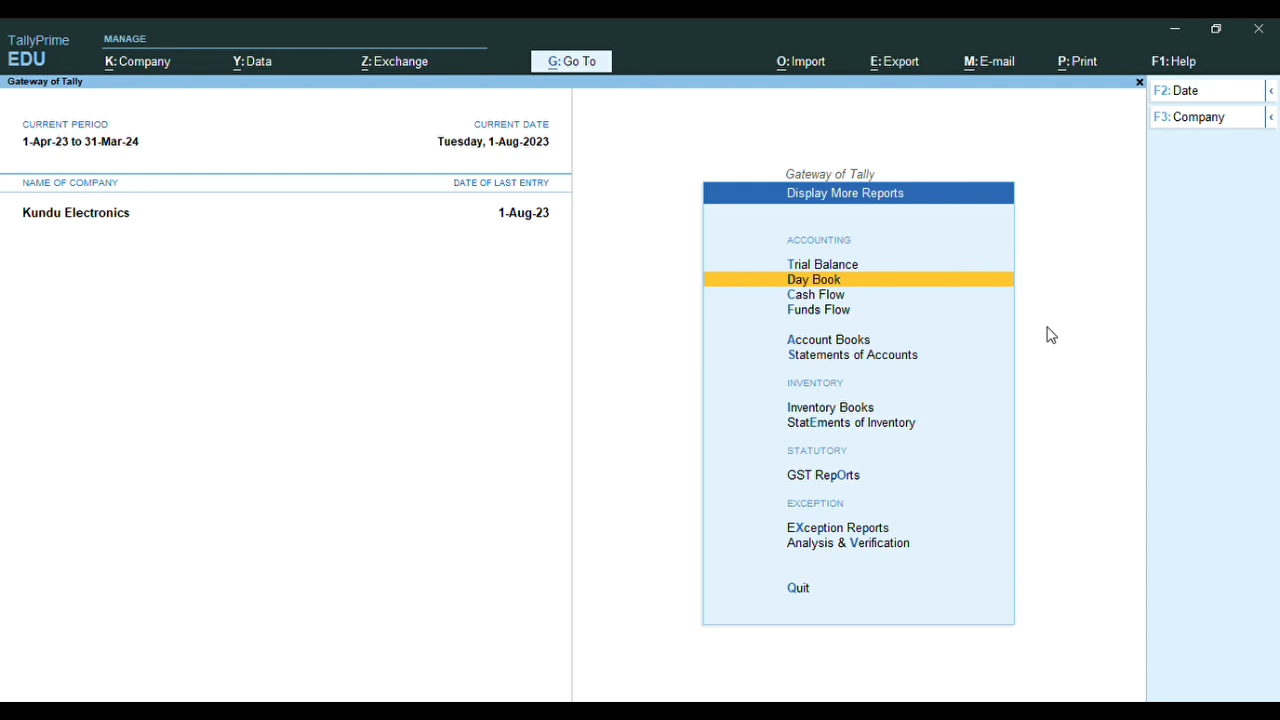 TallyPrime
EDU
MANAGE
K: Company
Y: Data
Z: Exchange
G: Go To
O: Import
E: Export
M: E-mail
P: Print
F1: Help
Gateway of Tally
CURRENT PERIOD
CURRENT DATE
1-Apr-23 to 31-Mar-24
Tuesday, 1-Aug-2023
NAME OF COMPANY
DATE OF LAST ENTRY
Kundu Electronics
1-Aug-23
Gateway of Tally
Display More Reports
ACCOUNTING
Trial Balance
Day Book
Cash Flow
Funds Flow
Account Books
Statements of Accounts
INVENTORY
Inventory Books
StatEments of Inventory
STATUTORY
GST RepOrts
EXCEPTION
EXception Reports
Analysis & Verification
Quit
F2: Date
F3: Company